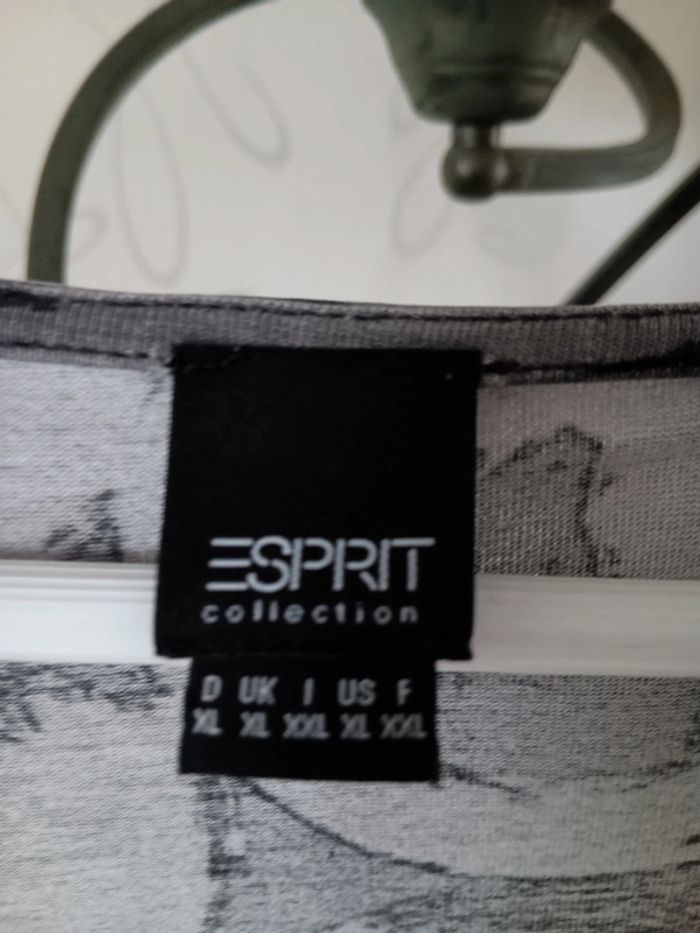 ESPRIT
collection
D UK I US F
XL XL XXL XL XXL